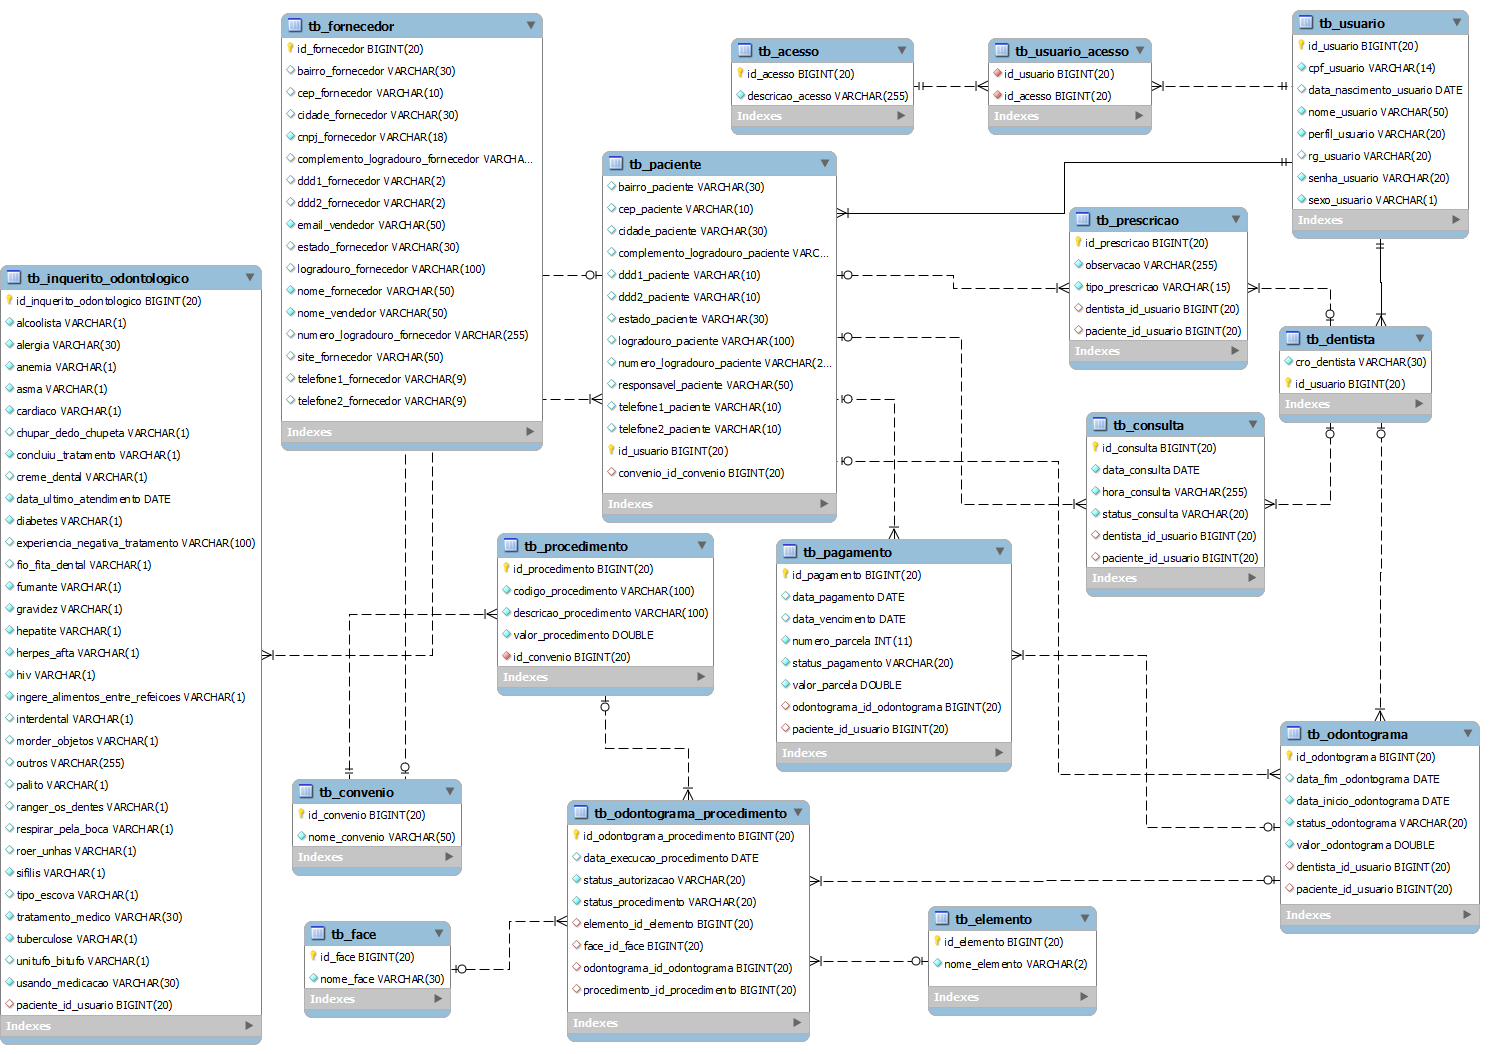 tb_fornecedor
id_fornecedor BIGINT(20)
bairro_fornecedor VARCHAR(30)
cep_fornecedor VARCHAR(10)
cidade_fornecedor VARCHAR(30)
cnpj_fornecedor VARCHAR(18)
complemento_logradouro_fornecedor VARCHA...
ddd1_fornecedor VARCHAR(2)
ddd2_fornecedor VARCHAR(2)
email_vendedor VARCHAR(50)
estado_fornecedor VARCHAR(30)
logradouro_fornecedor VARCHAR(100)
nome_fornecedor VARCHAR(50)
nome_vendedor VARCHAR(50)
numero_logradouro_fornecedor VARCHAR(255)
site_fornecedor VARCHAR(50)
telefone1_fornecedor VARCHAR(9)
telefone2_fornecedor VARCHAR(9)
Indexes
tb_acesso
id_acesso BIGINT(20)
descricao_acesso VARCHAR(255)
Indexes
tb_usuario_acesso
id_usuario BIGINT(20)
id_acesso BIGINT(20)
Indexes
tb_usuario
id_usuario BIGINT(20)
cpf_usuario VARCHAR(14)
data_nascimento_usuario DATE
nome_usuario VARCHAR(50)
perfil_usuario VARCHAR(20)
rg_usuario VARCHAR(20)
senha_usuario VARCHAR(20)
sexo_usuario VARCHAR(1)
Indexes
tb_paciente
bairro_paciente VARCHAR(30)
cep_paciente VARCHAR(10)
cidade_paciente VARCHAR(30)
complemento_logradouro_paciente VARC...
ddd1_paciente VARCHAR(10)
ddd2_paciente VARCHAR(10)
estado_paciente VARCHAR(30)
logradouro_paciente VARCHAR(100)
numero_logradouro_paciente VARCHAR(2...
responsavel_paciente VARCHAR(50)
telefone1_paciente VARCHAR(10)
telefone2_paciente VARCHAR(10)
id_usuario BIGINT(20)
convenio_id_convenio BIGINT(20)
Indexes
tb_prescricao
id_prescricao BIGINT(20)
observacao VARCHAR(255)
tipo_prescricao VARCHAR(15)
dentista_id_usuario BIGINT(20)
paciente_id_usuario BIGINT(20)
Indexes
tb_inquerito_odontologico
id_inquerito_odontologico BIGINT(20)
alcoolista VARCHAR(1)
alergia VARCHAR(30)
anemia VARCHAR(1)
asma VARCHAR(1)
cardiaco VARCHAR(1)
chupar_dedo_chupeta VARCHAR(1)
concluiu_tratamento VARCHAR(1)
creme_dental VARCHAR(1)
data_ultimo_atendimento DATE
diabetes VARCHAR(1)
experiencia_negativa_tratamento VARCHAR(100)
fio_fita_dental VARCHAR(1)
fumante VARCHAR(1)
gravidez VARCHAR(1)
hepatite VARCHAR(1)
herpes_afta VARCHAR(1)
hiv VARCHAR(1)
ingere_alimentos_entre_refeicoes VARCHAR(1)
interdental VARCHAR(1)
morder_objetos VARCHAR(1)
outros VARCHAR(255)
palito VARCHAR(1)
ranger_os_dentes VARCHAR(1)
respirar_pela_boca VARCHAR(1)
roer_unhas VARCHAR(1)
sifilis VARCHAR(1)
tipo_escova VARCHAR(1)
tratamento_medico VARCHAR(30)
tuberculose VARCHAR(1)
unitufo_bitufo VARCHAR(1)
usando_medicacao VARCHAR(30)
paciente_id_usuario BIGINT(20)
Indexes
tb_dentista
cro_dentista VARCHAR(30)
id_usuario BIGINT(20)
Indexes
tb_consulta
id_consulta BIGINT(20)
data_consulta DATE
hora_consulta VARCHAR(255)
status_consulta VARCHAR(20)
dentista_id_usuario BIGINT(20)
paciente_id_usuario BIGINT(20)
Indexes
tb_procedimento
id_procedimento BIGINT(20)
codigo_procedimento VARCHAR(100)
descricao_procedimento VARCHAR(100)
valor_procedimento DOUBLE
id_convenio BIGINT(20)
Indexes
tb_pagamento
id_pagamento BIGINT(20)
data_pagamento DATE
data_vencimento DATE
numero_parcela INT(11)
status_pagamento VARCHAR(20)
valor_parcela DOUBLE
odontograma_id_odontograma BIGINT(20)
paciente_id_usuario BIGINT(20)
Indexes
tb_odontograma
id_odontograma BIGINT(20)
data_fim_odontograma DATE
data_inicio_odontograma DATE
status_odontograma VARCHAR(20)
valor_odontograma DOUBLE
dentista_id_usuario BIGINT(20)
paciente_id_usuario BIGINT(20)
Indexes
tb_convenio
id_convenio BIGINT(20)
nome_convenio VARCHAR(50)
Indexes
tb_odontograma_procedimento
id_odontograma_procedimento BIGINT(20)
data_execucao_procedimento DATE
status_autorizacao VARCHAR(20)
status_procedimento VARCHAR(20)
elemento_id_elemento BIGINT(20)
face_id_face BIGINT(20)
odontograma_id_odontograma BIGINT(20)
procedimento_id_procedimento BIGINT(20)
Indexes
tb_face
id_face BIGINT(20)
nome_face VARCHAR(30)
Indexes
tb_elemento
id_elemento BIGINT(20)
nome_elemento VARCHAR(2)
Indexes